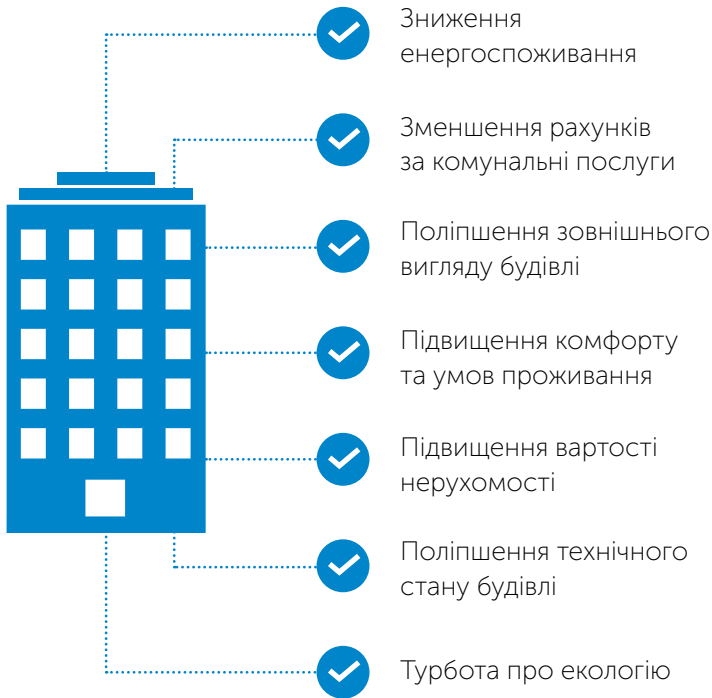 Зниження
енергоспоживання
Зменшення рахунків
за комунальні послуги
Поліпшення зовнішнього
вигляду будівлі
Підвищення комфорту
та умов проживання
Підвищення вартості
нерухомості
Поліпшення технічного
стану будівлі
Турбота про екологію